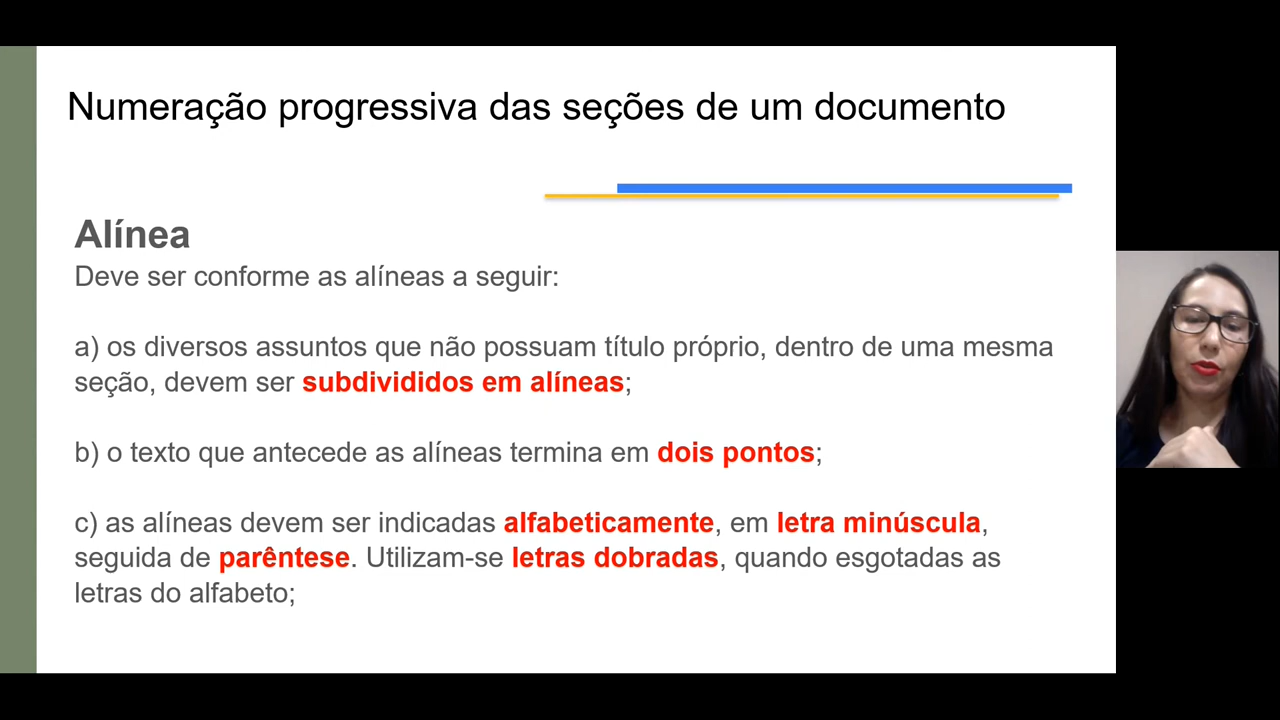 Numeração progressiva das seções de um documento
Alínea
Deve ser conforme as alíneas a seguir:
a) os diversos assuntos que não possuam título próprio, dentro de uma mesma
seção, devem ser subdivididos em alíneas;
b) o texto que antecede as alíneas termina em dois pontos;
c) as alíneas devem ser indicadas alfabeticamente, em letra minúscula,
seguida de parêntese. Utilizam-se letras dobradas, quando esgotadas as
letras do alfabeto;